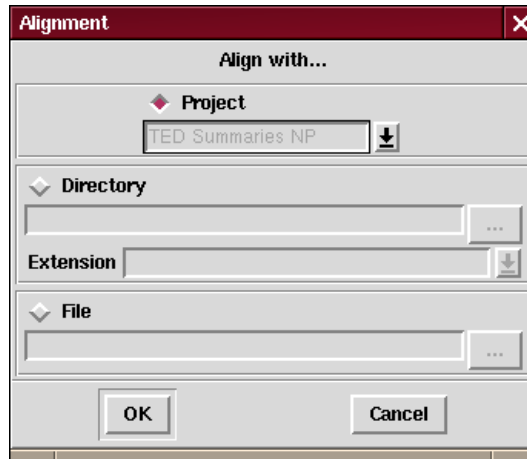 Alignment
Align with...
Project
TED Summaries NP
Directory
...
Extension
File
...
OK
Cancel